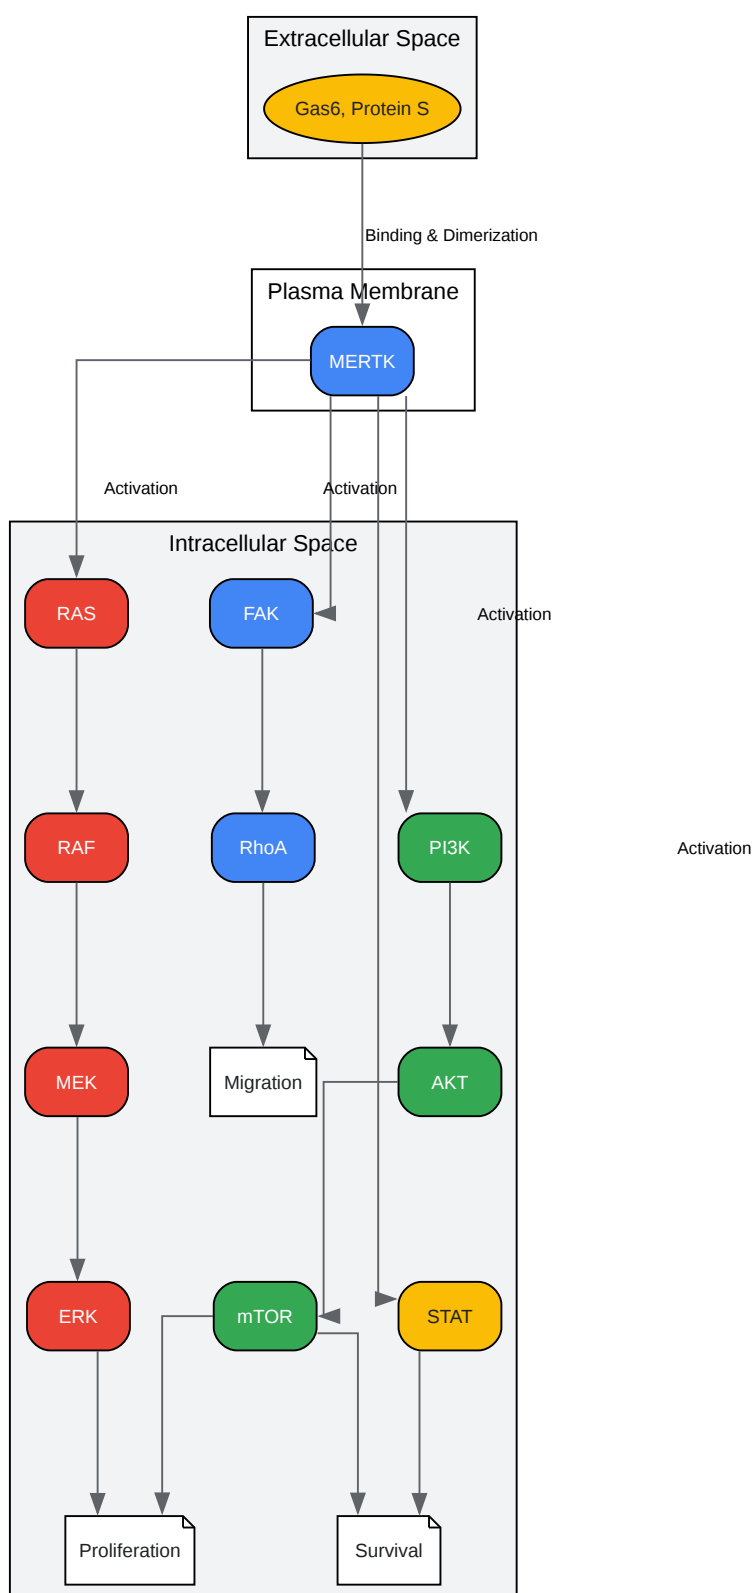 Extracellular Space
Gas6, Protein S
Binding & Dimerization
Plasma Membrane
MERTK
Activation
Activation
Intracellular Space
RAS
FAK
Activation
RAF
RhoA
PI3K
Activation
MEK
Migration
AKT
ERK
mTOR
STAT
Proliferation
Survival